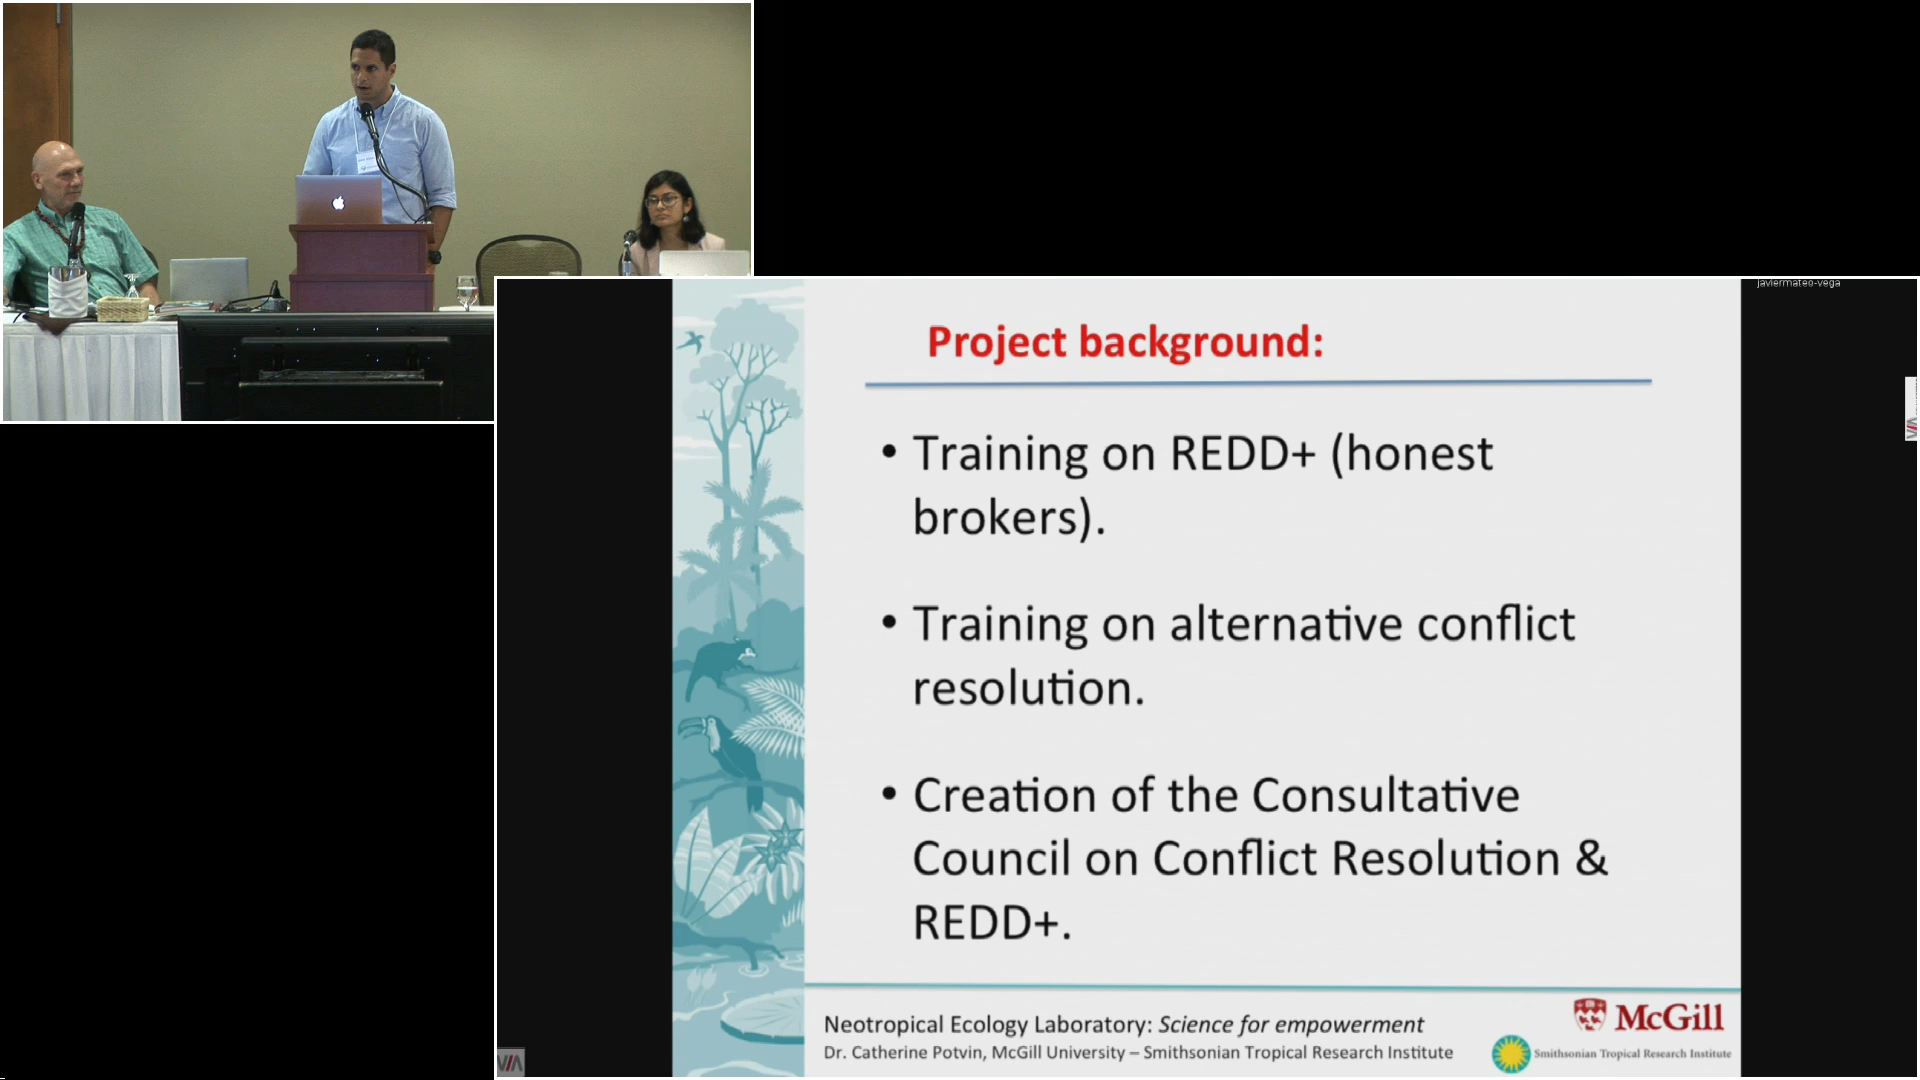 javiermateo-vega
Project background:
• Training on REDD+ (honest
brokers).
• Training on alternative conflict
resolution.
• Creation of the Consultative
Council on Conflict Resolution &
REDD+.
Neotropical Ecology Laboratory: Science for empowerment
Dr. Catherine Potvin, McGill University – Smithsonian Tropical Research Institute
McGill
Smithsonian Tropical Research Institute